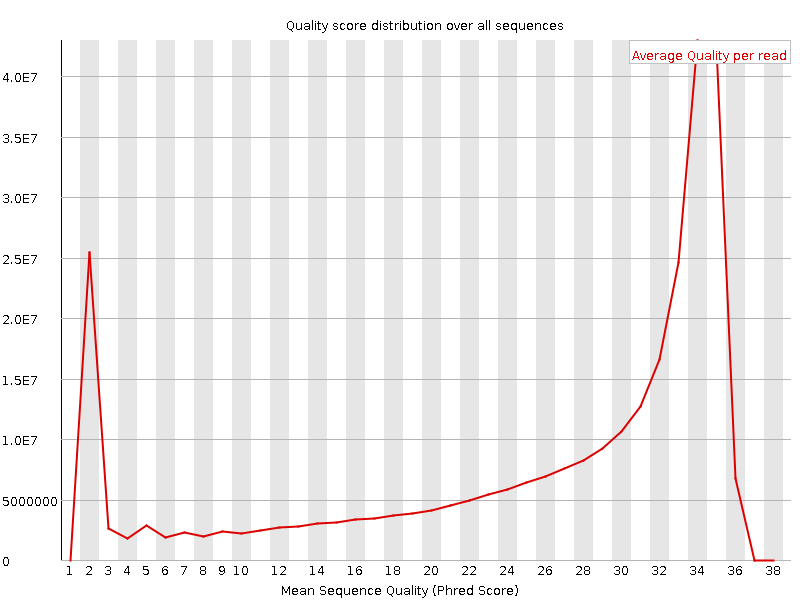 Quality score distribution over all sequences
Average Quality per read
4.0E7
3.5E7
3.0E7
2.5E7
2.0E7
1.5E7
1.0E7
5000000
0
1 2 3 4 5 6 7 8 9 10 12 14 16 18 20 22 24 26 28 30 32 34 36 38
Mean Sequence Quality (Phred Score)